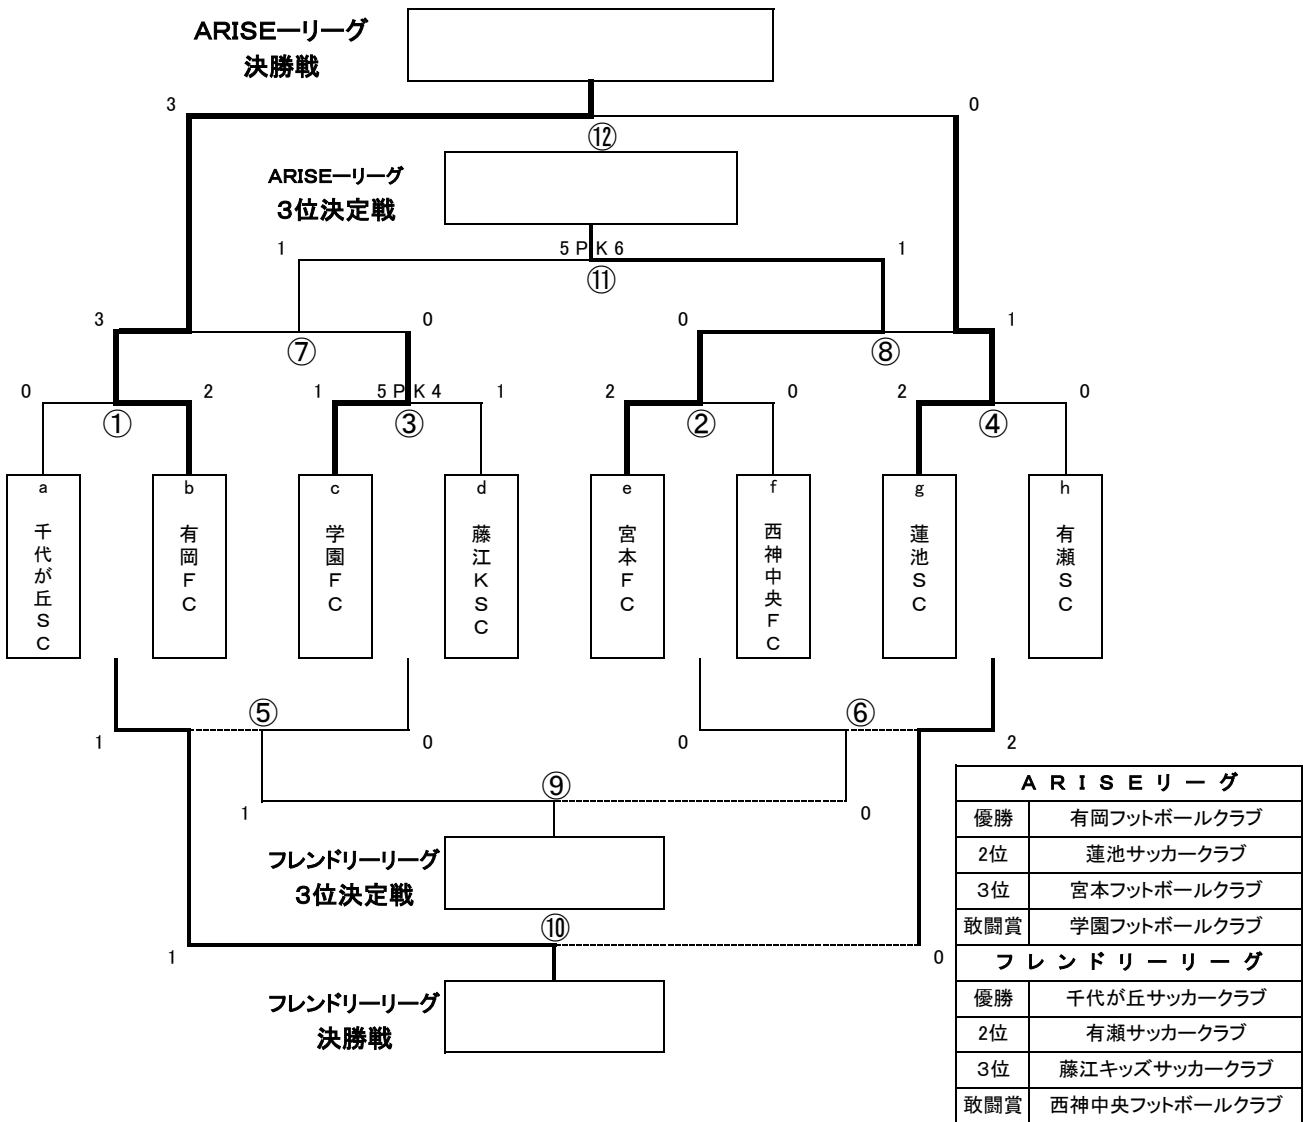 ARISEーリーグ
決勝戦
3
0
⑫
ARISEーリーグ
3位決定戦
1
5 P K 6
1
⑪
3
0
0
1
⑦
⑧
0
2
1
5 P K 4
1
2
0
2
0
①
③
②
④
a
千代が丘SC
b
有岡FC
c
学園FC
d
藤江KSC
e
宮本FC
f
西神中央FC
g
蓮池SC
h
有瀬SC
⑤
⑥
1
0
0
2
⑨
1
0
フレンドリーリーグ
3位決定戦
⑩
1
0
フレンドリーリーグ
決勝戦
ARISEリーグ
優勝 有岡フットボールクラブ
2位 蓮池サッカークラブ
3位 宮本フットボールクラブ
敢闘賞 学園フットボールクラブ
フレンドリーリーグ
優勝 千代が丘サッカークラブ
2位 有瀬サッカークラブ
3位 藤江キッズサッカークラブ
敢闘賞 西神中央フットボールクラブ